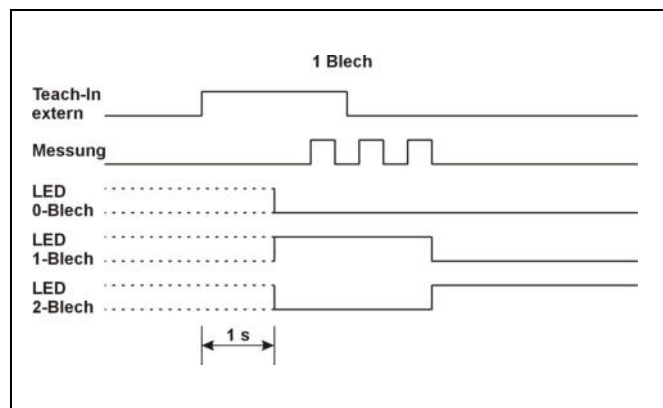 1 Blech
Teach-In
extern
Messung
LED
0-Blech
LED
1-Blech
LED
2-Blech
1 s